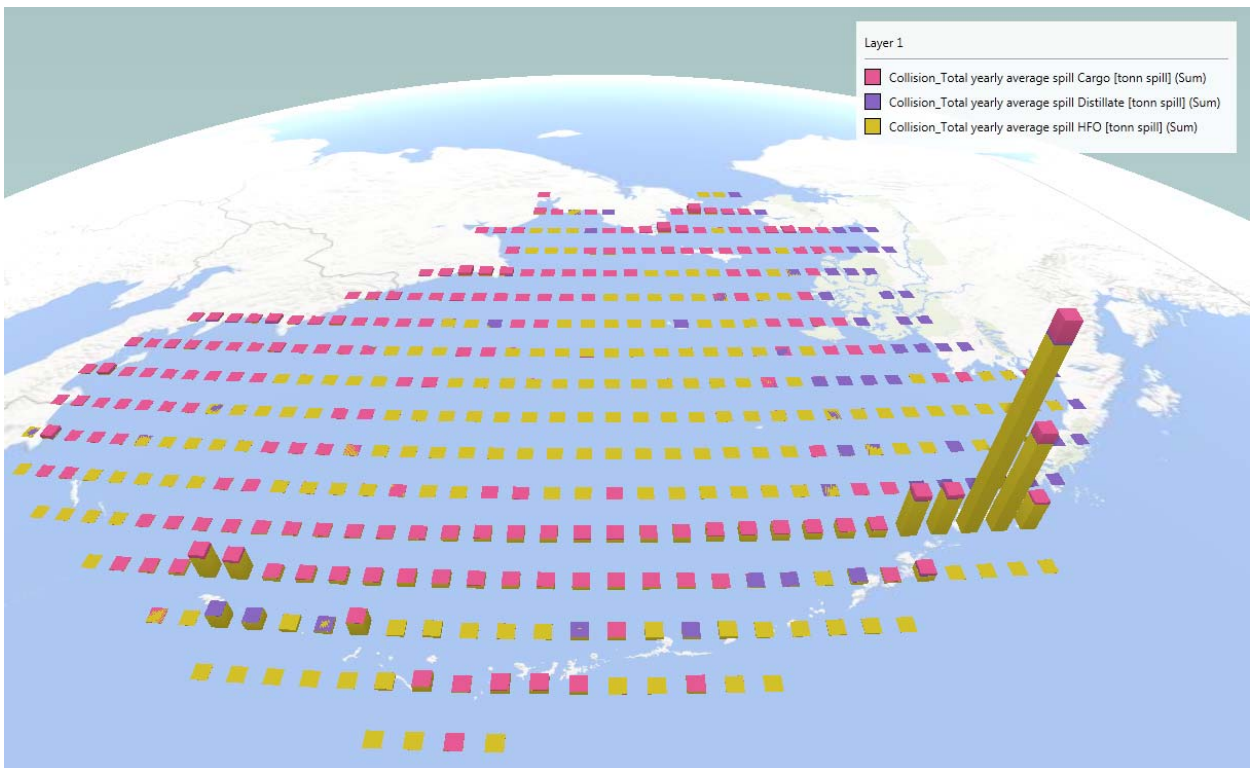 Layer 1
Collision_Total yearly average spill Cargo [tonn spill] (Sum)
Collision_Total yearly average spill Distillate [tonn spill] (Sum)
Collision_Total yearly average spill HFO [tonn spill] (Sum)